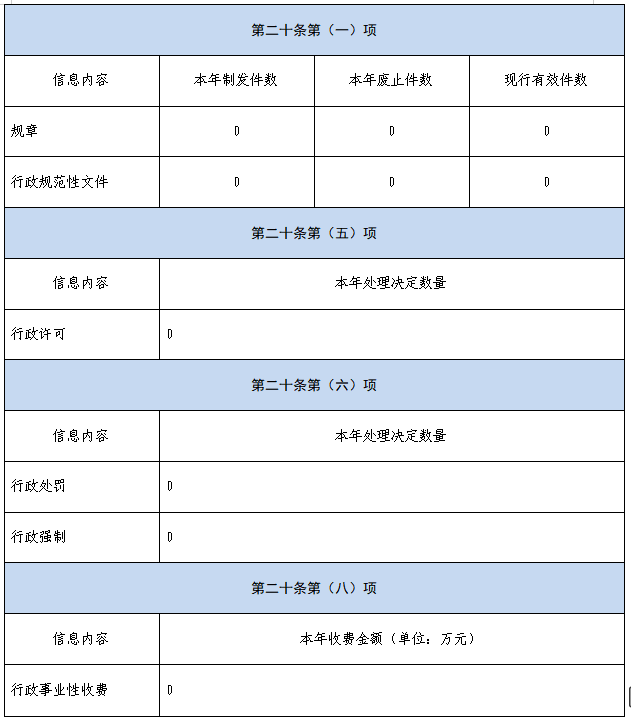 第二十条第（一）项
信息内容 本年制发件数 本年废止件数 现行有效件数
规章 0 0 0
行政规范性文件 0 0 0
第二十条第（五）项
信息内容 本年处理决定数量
行政许可 0
第二十条第（六）项
信息内容 本年处理决定数量
行政处罚 0
行政强制 0
第二十条第（八）项
信息内容 本年收费金额（单位：万元）
行政事业性收费 0